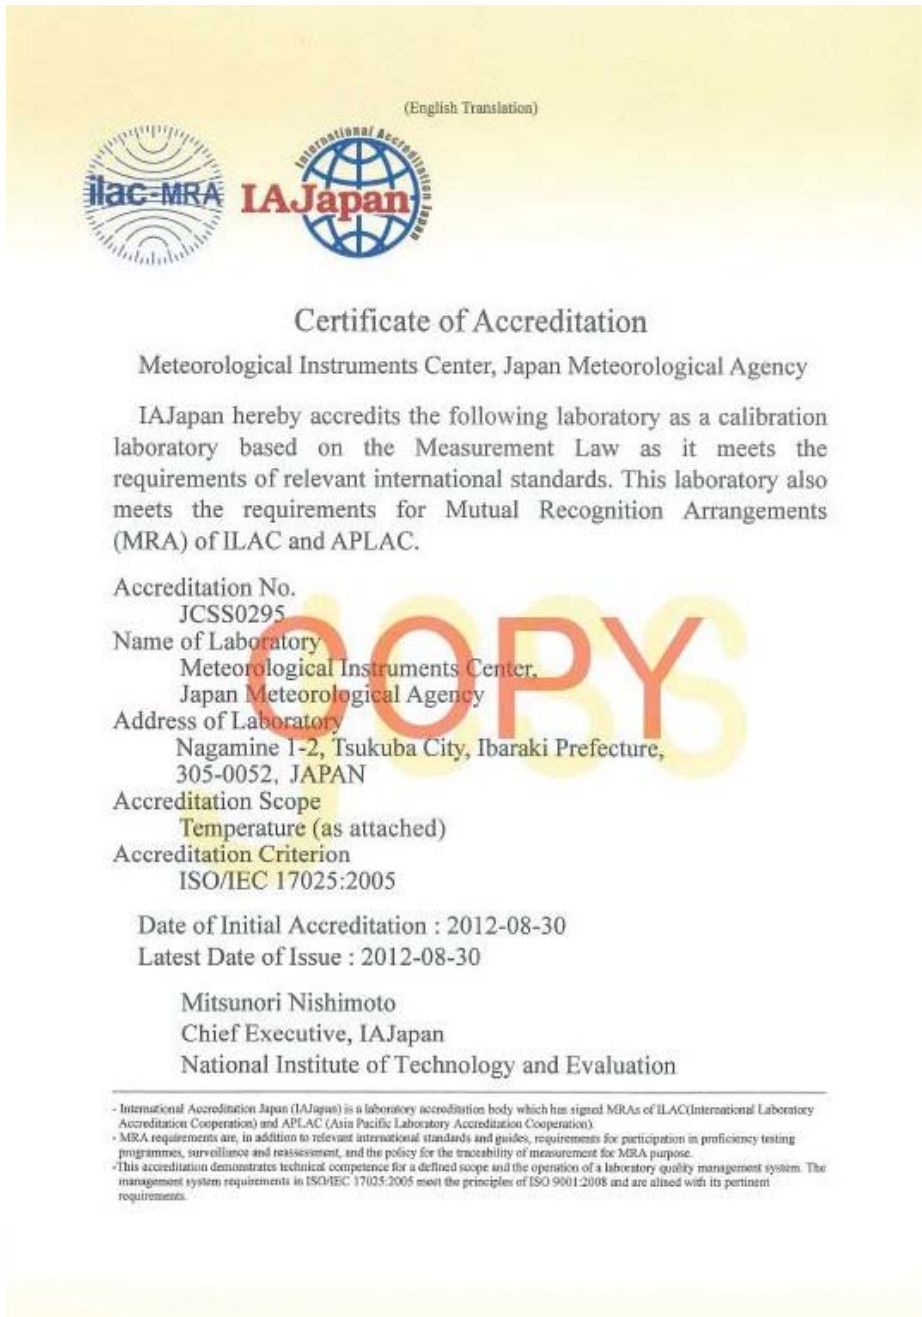 (English Translation)
ilac-MRA
International Accreditation Japan
IAJapan
Certificate of Accreditation
Meteorological Instruments Center, Japan Meteorological Agency
IAJapan hereby accredits the following laboratory as a calibration
laboratory based on the Measurement Law as it meets the
requirements of relevant international standards. This laboratory also
meets the requirements for Mutual Recognition Arrangements
(MRA) of ILAC and APLAC.
Accreditation No.
JCSS0295
Name of Laboratory
Meteorological Instruments Center,
Japan Meteorological Agency
Address of Laboratory
Nagamine 1-2, Tsukuba City, Ibaraki Prefecture,
305-0052, JAPAN
Accreditation Scope
Temperature (as attached)
Accreditation Criterion
ISO/IEC 17025:2005
COPY
jcss
Date of Initial Accreditation : 2012-08-30
Latest Date of Issue : 2012-08-30
Mitsunori Nishimoto
Chief Executive, IAJapan
National Institute of Technology and Evaluation
- International Accreditation Japan (IAJapan) is a laboratory accreditation body which has signed MRAs of ILAC(International Laboratory
Accreditation Cooperation) and APLAC (Asia Pacific Laboratory Accreditation Cooperation).
- MRA requirements are, in addition to relevant international standards and guides, requirements for participation in proficiency testing
programmes, surveillance and reassessment, and the policy for the traceability of measurement for MRA purpose.
-This accreditation demonstrates technical competence for a defined scope and the operation of a laboratory quality management system. The
management system requirements in ISO/IEC 17025:2005 meet the principles of ISO 9001:2008 and are alined with its pertinent
requirements.